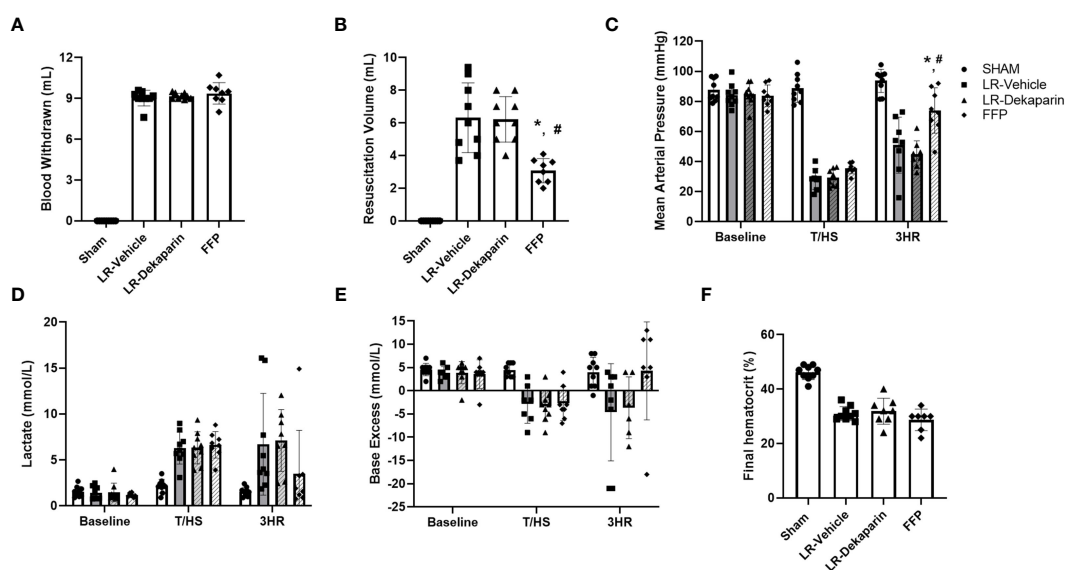 A
Blood Withdrawn (mL)
12
9
6
3
0
Sham
LR-Vehicle
LR-Dekaparin
FFP
B
Resuscitation Volume (mL)
10
8
6
4
2
0
*, #
Sham
LR-Vehicle
LR-Dekaparin
FFP
C
Mean Arterial Pressure (mmHg)
120
100
80
60
40
20
0
*, #
Baseline
T/HS
3HR
SHAM
LR-Vehicle
LR-Dekaparin
FFP
D
Lactate (mmol/L)
20
15
10
5
0
Baseline
T/HS
3HR
E
Base Excess (mmol/L)
15
10
5
0
-5
-10
-15
-20
-25
Baseline
T/HS
3HR
F
Final hematocrit (%)
60
40
20
0
Sham
LR-Vehicle
LR-Dekaparin
FFP